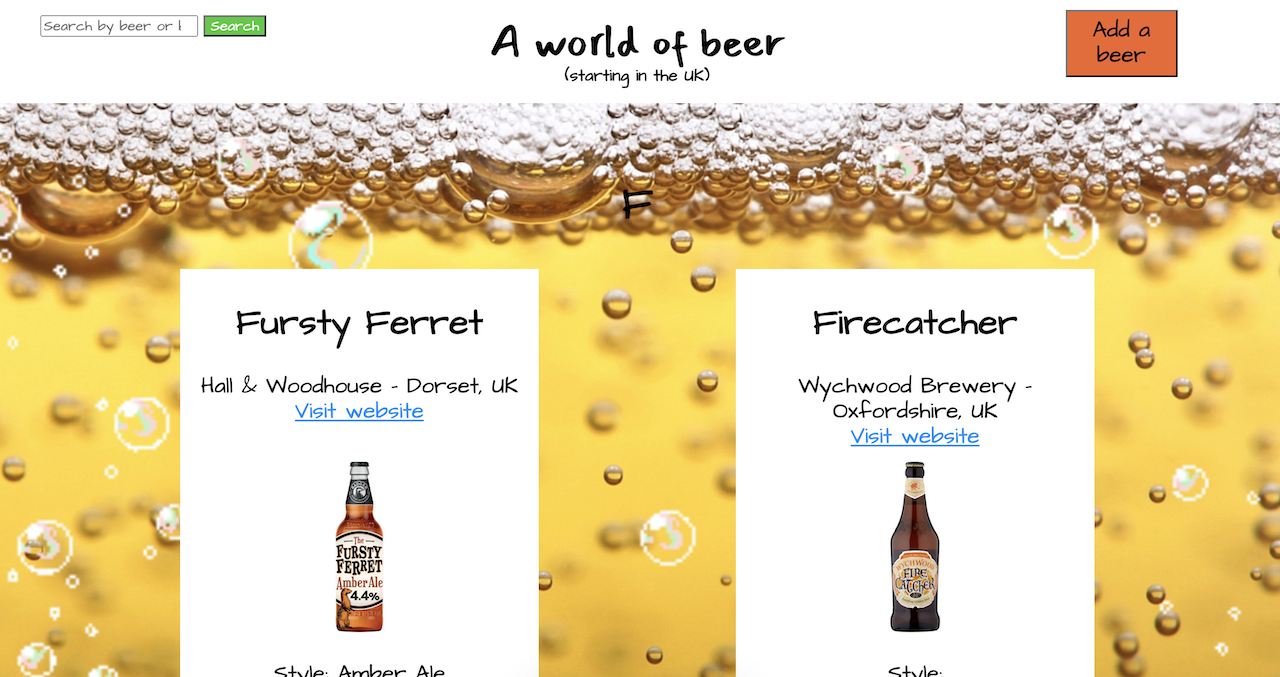 Search by beer or
Search
A world of beer
(starting in the UK)
Add a
beer
F
Fursty Ferret
Hall & Woodhouse - Dorset, UK
Visit website
The
FURSTY
FERRET
Amber Ale
4.4%
Style: Amber Ale
Firecatcher
Wychwood Brewery -
Oxfordshire, UK
Visit website
WYCHWOOD
FIRE
CATCHER
Style: